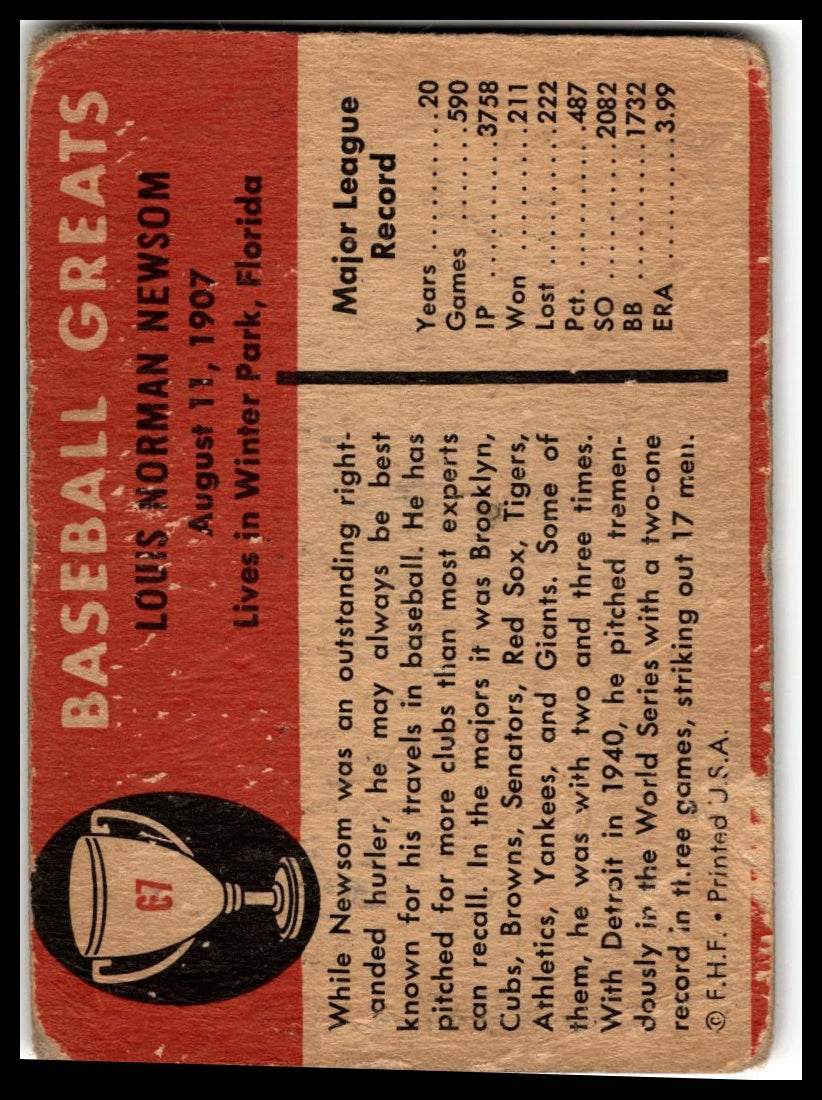 67
BASEBALL GREATS
LOUIS NORMAN NEWSOM
August 11, 1907
Lives in Winter Park, Florida
While Newsom was an outstanding right-
anded hurler, he may always be best
known for his travels in baseball. He has
pitched for more clubs than most experts
can recall. In the majors it was Brooklyn,
Cubs, Browns, Senators, Red Sox, Tigers,
Athletics, Yankees, and Giants. Some of
them, he was with two and three times.
With Detroit in 1940, he pitched tremen-
dously in the World Series with a two-one
record in three games, striking out 17 men.
© F.H.F. • Printed U.S.A.
Major League
Record
Years ............20
Games ............590
IP ............3758
Won ............211
Lost ............222
Pct. .............487
SO ............2082
BB ............1732
ERA ............3.99